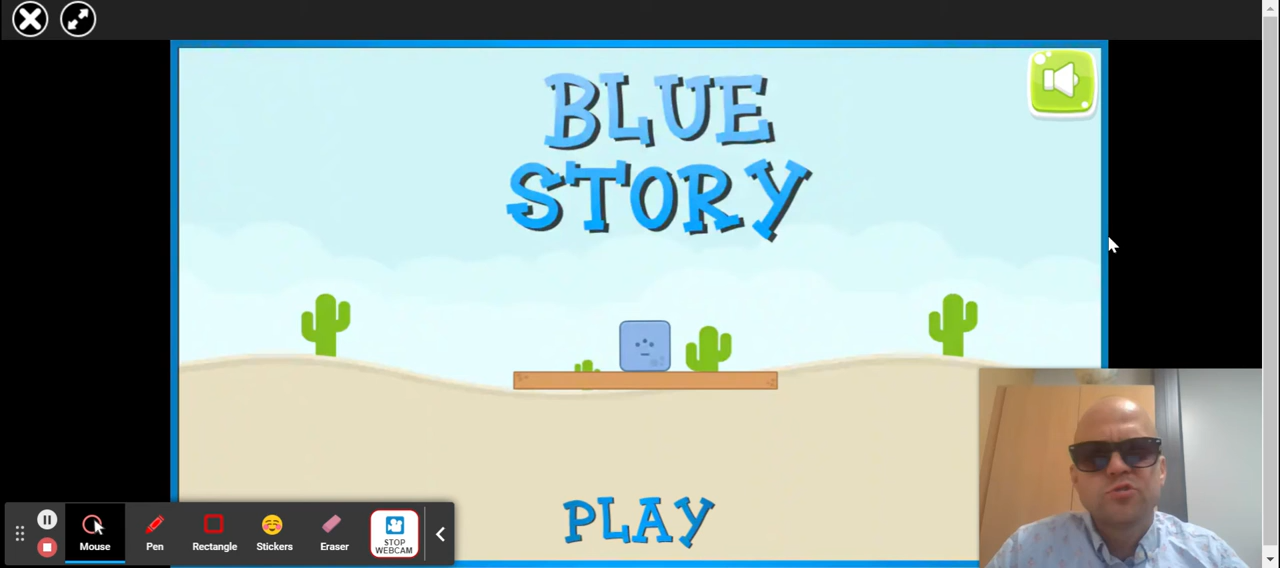 BLUE
STORY
PLAY
Mouse
Pen
Rectangle
Stickers
Eraser
STOP
WEBCAM